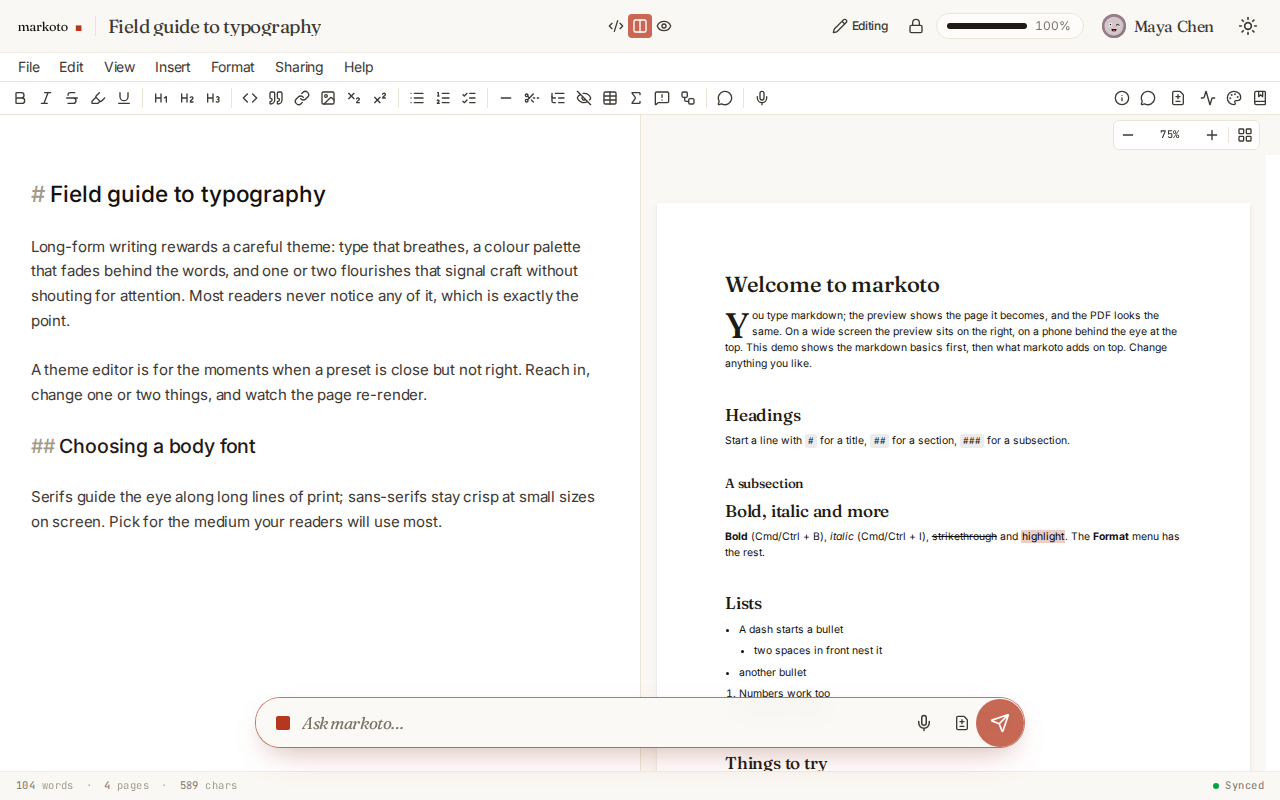 markoto
Field guide to typography
Editing
100%
Maya Chen
File Edit View Insert Format Sharing Help
H1 H2 H3
75%
# Field guide to typography
Long-form writing rewards a careful theme: type that breathes, a colour palette
that fades behind the words, and one or two flourishes that signal craft without
shouting for attention. Most readers never notice any of it, which is exactly the
point.
A theme editor is for the moments when a preset is close but not right. Reach in,
change one or two things, and watch the page re-render.
## Choosing a body font
Serifs guide the eye along long lines of print; sans-serifs stay crisp at small sizes
on screen. Pick for the medium your readers will use most.
Welcome to markoto
You type markdown; the preview shows the page it becomes, and the PDF looks the
same. On a wide screen the preview sits on the right, on a phone behind the eye at the
top. This demo shows the markdown basics first, then what markoto adds on top. Change
anything you like.
Headings
Start a line with # for a title, ## for a section, ### for a subsection.
A subsection
Bold, italic and more
Bold (Cmd/Ctrl + B), italic (Cmd/Ctrl + I), strikethrough and highlight. The Format menu has
the rest.
Lists
• A dash starts a bullet
• two spaces in front nest it
• another bullet
1. Numbers work too
Things to try
Ask markoto...
104 words · 4 pages · 589 chars
Synced